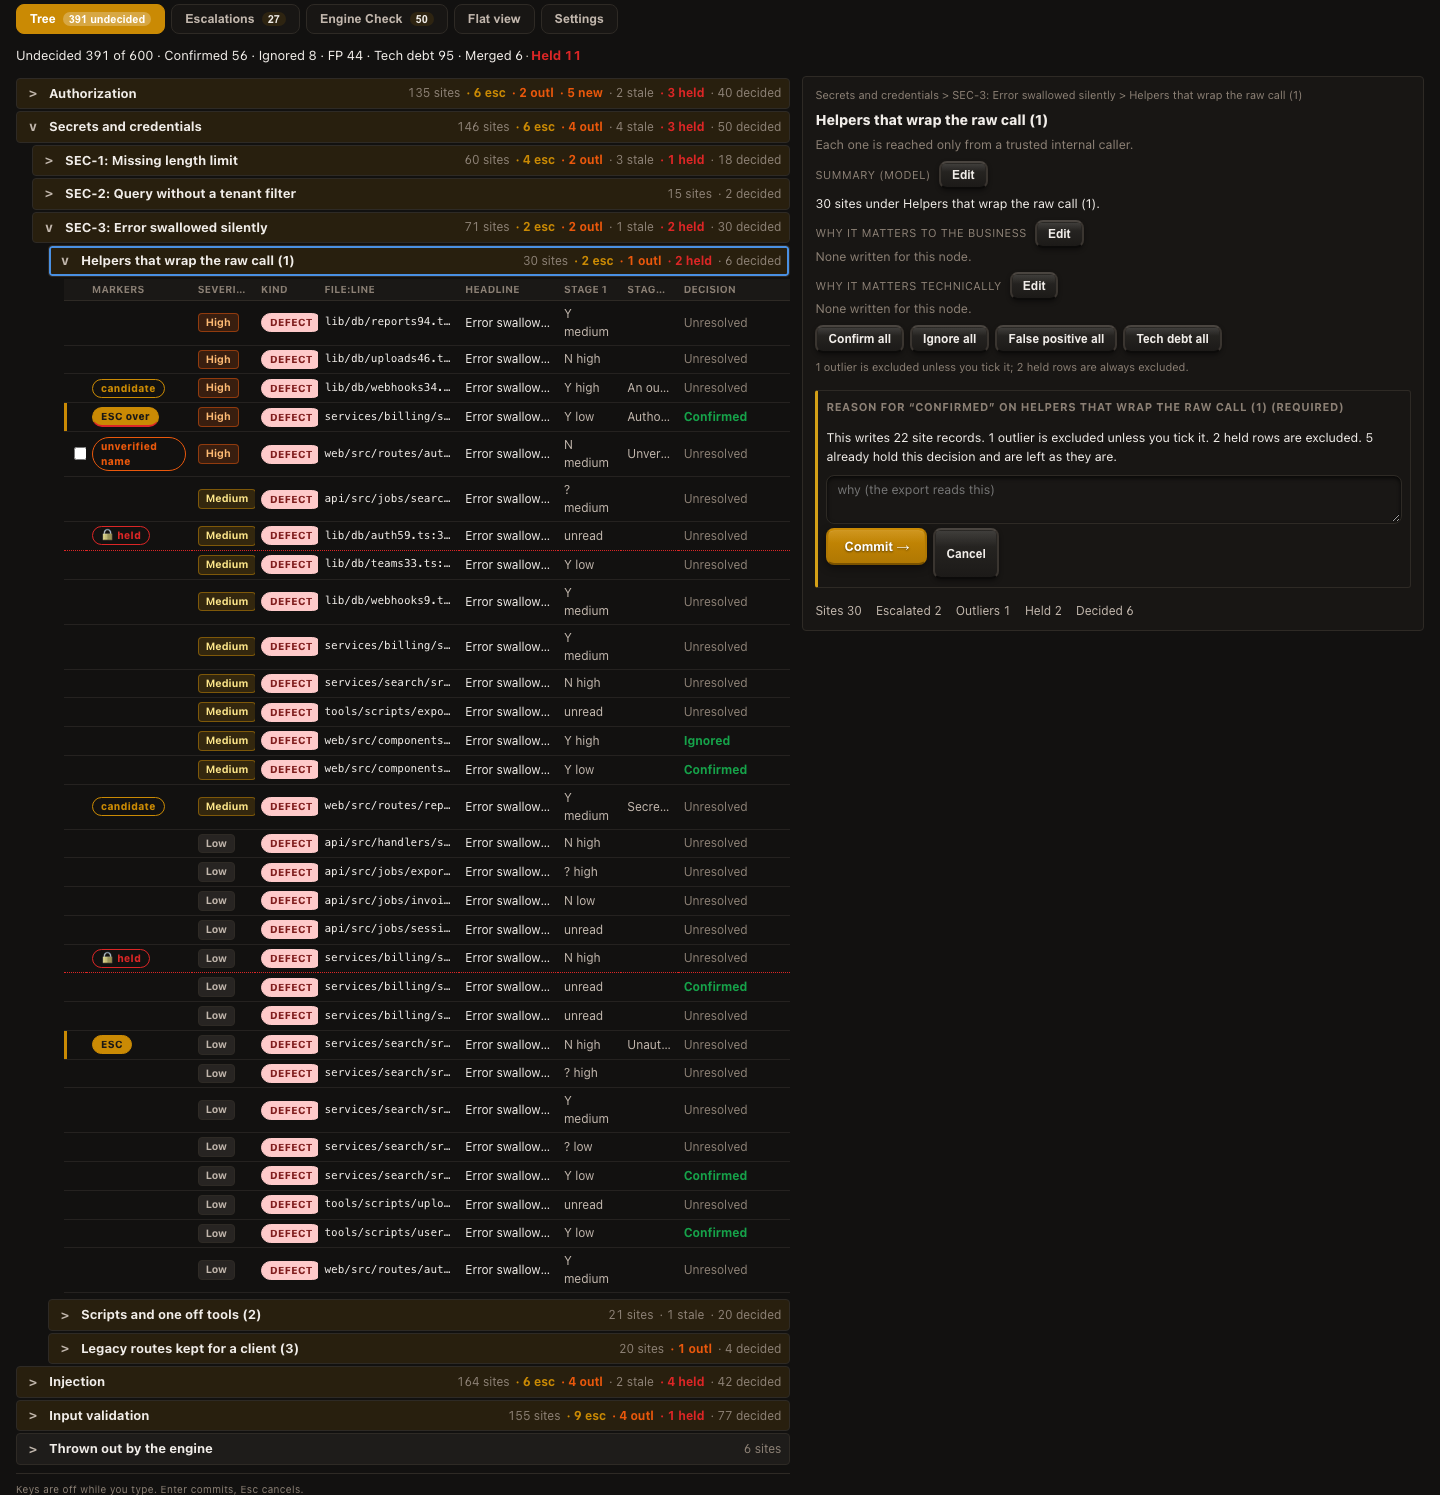 Tree 391 undecided Escalations 27 Engine Check 50 Flat view Settings
Undecided 391 of 600 · Confirmed 56 · Ignored 8 · FP 44 · Tech debt 95 · Merged 6 · Held 11
> Authorization 135 sites · 6 esc · 2 outl · 5 new · 2 stale · 3 held · 40 decided
v Secrets and credentials 146 sites · 6 esc · 4 outl · 4 stale · 3 held · 50 decided
> SEC-1: Missing length limit 60 sites · 4 esc · 2 outl · 3 stale · 1 held · 18 decided
> SEC-2: Query without a tenant filter 15 sites · 2 decided
v SEC-3: Error swallowed silently 71 sites · 2 esc · 2 outl · 1 stale · 2 held · 30 decided
v Helpers that wrap the raw call (1) 30 sites · 2 esc · 1 outl · 2 held · 6 decided
MARKERS SEVERI... KIND FILE:LINE HEADLINE STAGE 1 STAG... DECISION
High DEFECT lib/db/reports94.t… Error swallow... Y medium Unresolved
High DEFECT lib/db/uploads46.t… Error swallow... N high Unresolved
candidate High DEFECT lib/db/webhooks34.… Error swallow... Y high An ou... Unresolved
ESC over High DEFECT services/billing/s… Error swallow... Y low Autho... Confirmed
unverified name High DEFECT web/src/routes/aut… Error swallow... N medium Unver... Unresolved
Medium DEFECT api/src/jobs/searc… Error swallow... ? medium Unresolved
held Medium DEFECT lib/db/auth59.ts:3… Error swallow... unread Unresolved
Medium DEFECT lib/db/teams33.ts:… Error swallow... Y low Unresolved
Medium DEFECT lib/db/webhooks9.t… Error swallow... Y medium Unresolved
Medium DEFECT services/billing/s… Error swallow... Y medium Unresolved
Medium DEFECT services/search/sr… Error swallow... N high Unresolved
Medium DEFECT tools/scripts/expo… Error swallow... unread Unresolved
Medium DEFECT web/src/components… Error swallow... Y high Ignored
Medium DEFECT web/src/components… Error swallow... Y low Confirmed
candidate Medium DEFECT web/src/routes/rep… Error swallow... Y medium Secre... Unresolved
Low DEFECT api/src/handlers/s… Error swallow... N high Unresolved
Low DEFECT api/src/jobs/expor… Error swallow... ? high Unresolved
Low DEFECT api/src/jobs/invoi… Error swallow... N low Unresolved
Low DEFECT api/src/jobs/sessi… Error swallow... unread Unresolved
held Low DEFECT services/billing/s… Error swallow... N high Unresolved
Low DEFECT services/billing/s… Error swallow... unread Confirmed
Low DEFECT services/billing/s… Error swallow... unread Unresolved
ESC Low DEFECT services/search/sr… Error swallow... N high Unaut... Unresolved
Low DEFECT services/search/sr… Error swallow... ? high Unresolved
Low DEFECT services/search/sr… Error swallow... Y medium Unresolved
Low DEFECT services/search/sr… Error swallow... ? low Unresolved
Low DEFECT services/search/sr… Error swallow... Y low Confirmed
Low DEFECT tools/scripts/uplo… Error swallow... unread Unresolved
Low DEFECT tools/scripts/user… Error swallow... Y low Confirmed
Low DEFECT web/src/routes/aut… Error swallow... Y medium Unresolved
> Scripts and one off tools (2) 21 sites · 1 stale · 20 decided
> Legacy routes kept for a client (3) 20 sites · 1 outl · 4 decided
> Injection 164 sites · 6 esc · 4 outl · 2 stale · 4 held · 42 decided
> Input validation 155 sites · 9 esc · 4 outl · 1 held · 77 decided
> Thrown out by the engine 6 sites
Keys are off while you type. Enter commits, Esc cancels.
Secrets and credentials > SEC-3: Error swallowed silently > Helpers that wrap the raw call (1)
Helpers that wrap the raw call (1)
Each one is reached only from a trusted internal caller.
SUMMARY (MODEL) Edit
30 sites under Helpers that wrap the raw call (1).
WHY IT MATTERS TO THE BUSINESS Edit
None written for this node.
WHY IT MATTERS TECHNICALLY Edit
None written for this node.
Confirm all Ignore all False positive all Tech debt all
1 outlier is excluded unless you tick it; 2 held rows are always excluded.
REASON FOR “CONFIRMED” ON HELPERS THAT WRAP THE RAW CALL (1) (REQUIRED)
This writes 22 site records. 1 outlier is excluded unless you tick it. 2 held rows are excluded. 5
already hold this decision and are left as they are.
why (the export reads this)
Commit → Cancel
Sites 30 Escalated 2 Outliers 1 Held 2 Decided 6